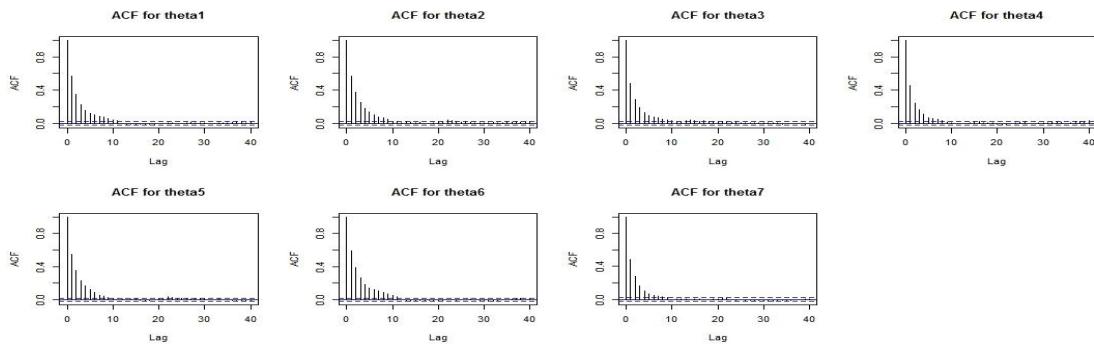 ACF for theta1
ACF
0.0 0.4 0.8
0 10 20 30 40
Lag
ACF for theta2
ACF
0.0 0.4 0.8
0 10 20 30 40
Lag
ACF for theta3
ACF
0.0 0.4 0.8
0 10 20 30 40
Lag
ACF for theta4
ACF
0.0 0.4 0.8
0 10 20 30 40
Lag
ACF for theta5
ACF
0.0 0.4 0.8
0 10 20 30 40
Lag
ACF for theta6
ACF
0.0 0.4 0.8
0 10 20 30 40
Lag
ACF for theta7
ACF
0.0 0.4 0.8
0 10 20 30 40
Lag